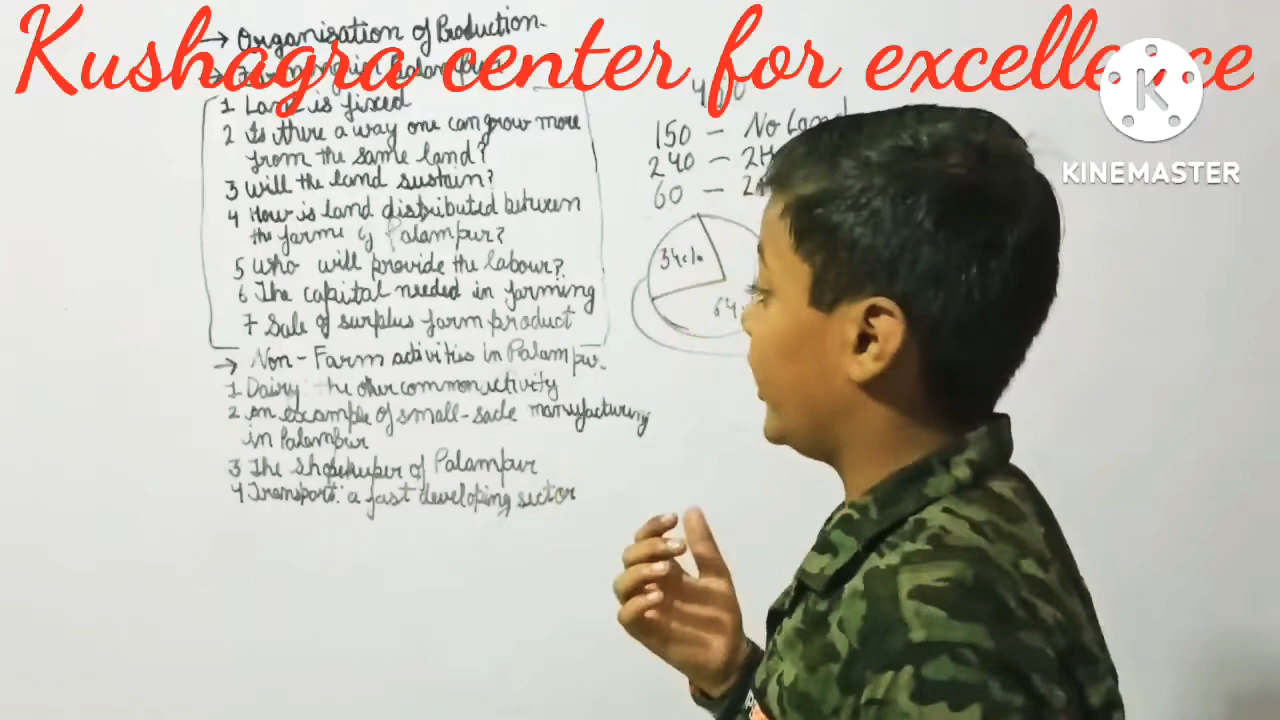 Kushagra center for excellence
→ Organisation of Production
1 Land is fixed
2 Is there a way one can grow more
from the same land?
3 Will the land sustain?
4 How is land distributed between
the farme of Palampur?
5 Who will provide the labour?
6 The capital needed in farming
7 Sale of surplus farm product
→ Non-Farm activities in Palampur.
1 Dairy the other common activity
2 an example of small-scale manufacturing
in Palampur
3 The Shopekuper of Palampur
4 Transport: a fast developing sector
150 - No Land
240 - 2H
60 - 2
34%
64
K
KINEMASTER